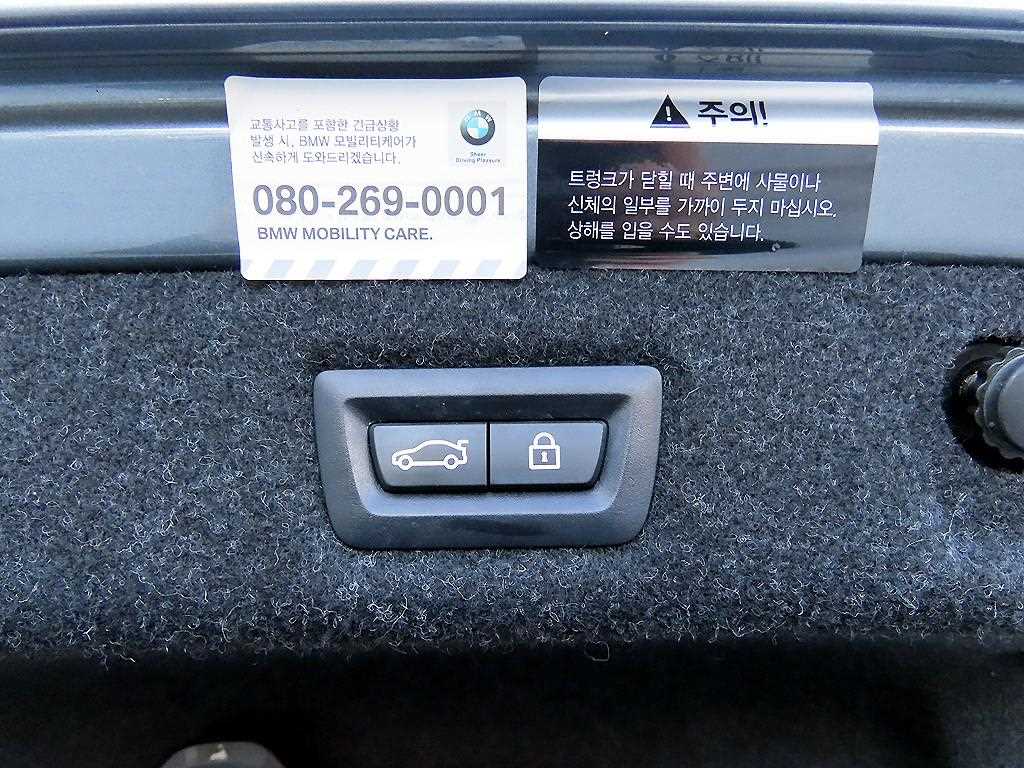 교통사고를 포함한 긴급상황
발생 시, BMW 모빌리티케어가
신속하게 도와드리겠습니다.
BMW
Sheer
Driving Pleasure
080-269-0001
BMW MOBILITY CARE.
주의!
트렁크가 닫힐 때 주변에 사물이나
신체의 일부를 가까이 두지 마십시오.
상해를 입을 수도 있습니다.